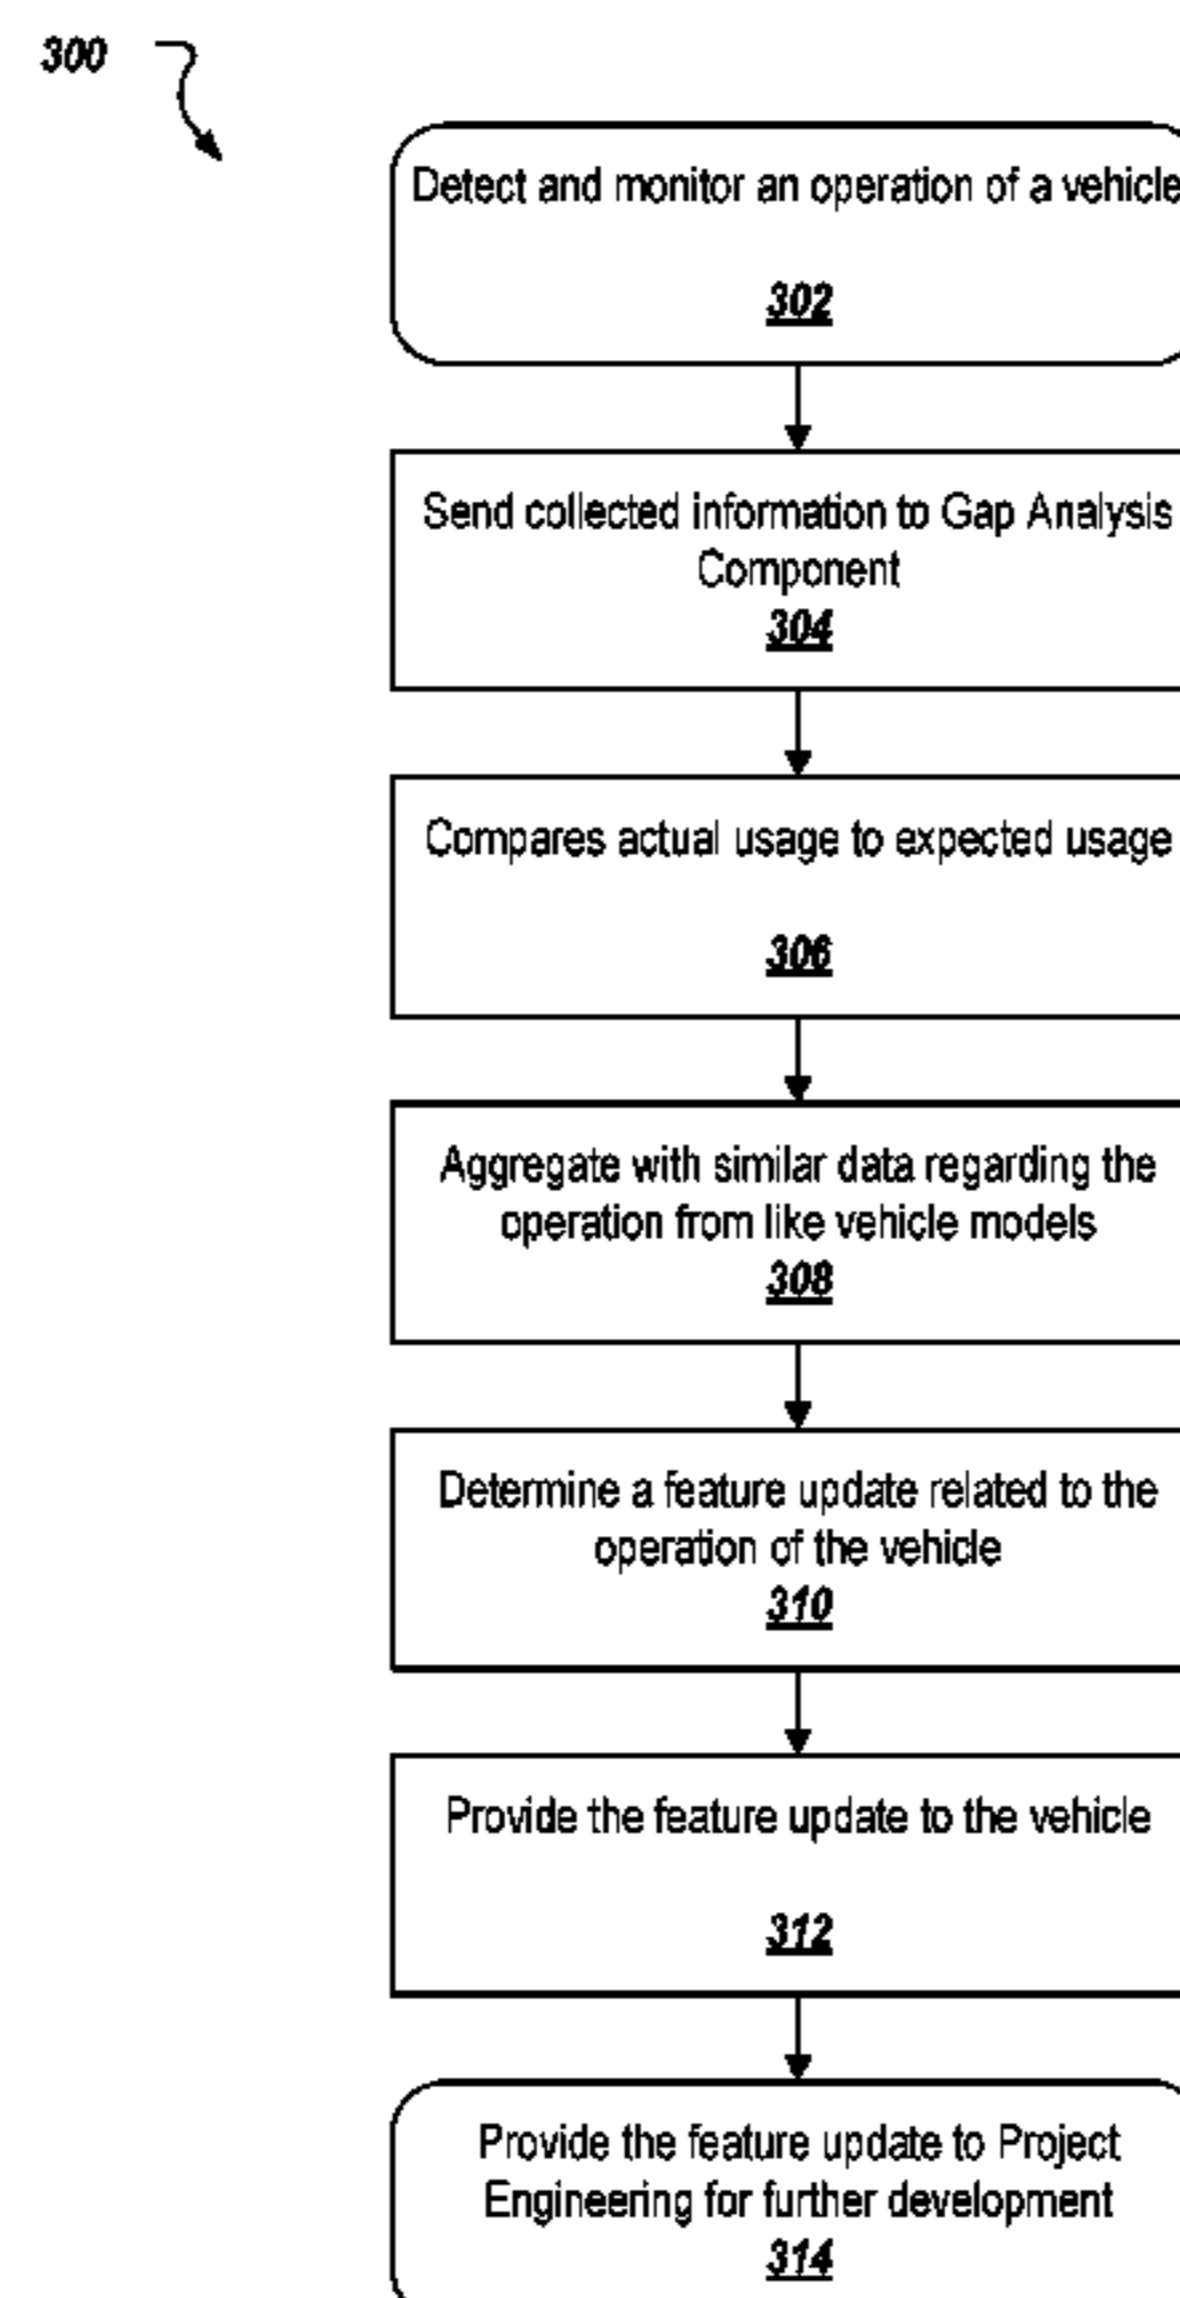 300
Detect and monitor an operation of a vehicle
302
Send collected information to Gap Analysis
Component
304
Compares actual usage to expected usage
306
Aggregate with similar data regarding the
operation from like vehicle models
308
Determine a feature update related to the
operation of the vehicle
310
Provide the feature update to the vehicle
312
Provide the feature update to Project
Engineering for further development
314